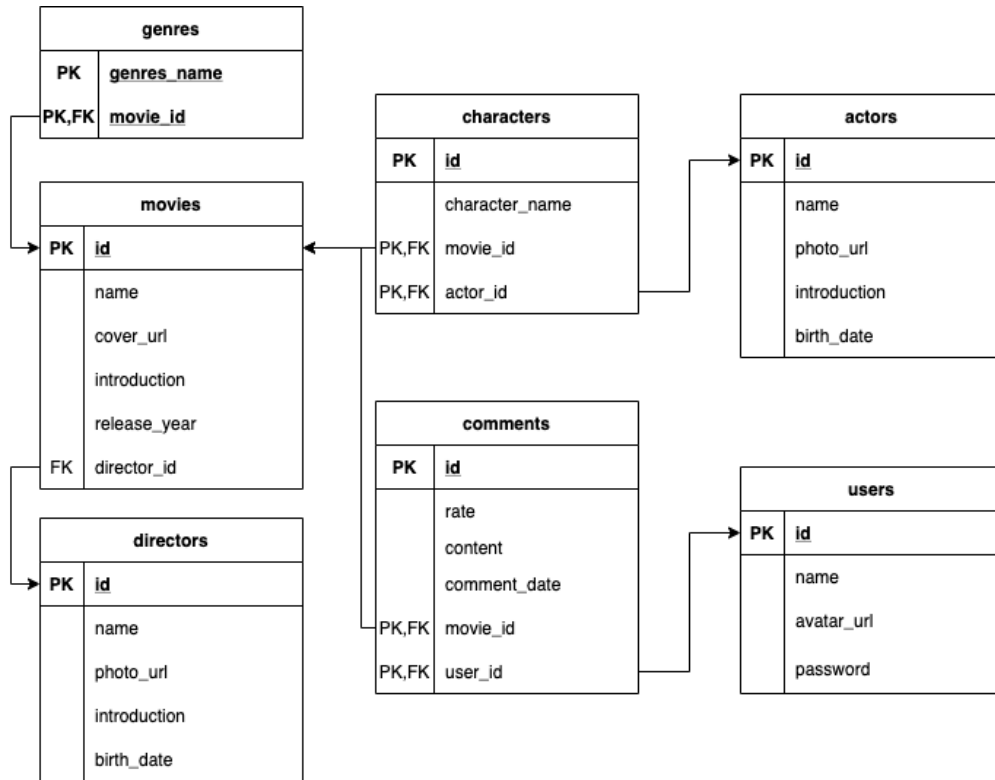 genres
PK genres_name
PK,FK movie_id
movies
PK id
name
cover_url
introduction
release_year
FK director_id
directors
PK id
name
photo_url
introduction
birth_date
characters
PK id
character_name
PK,FK movie_id
PK,FK actor_id
comments
PK id
rate
content
comment_date
PK,FK movie_id
PK,FK user_id
actors
PK id
name
photo_url
introduction
birth_date
users
PK id
name
avatar_url
password